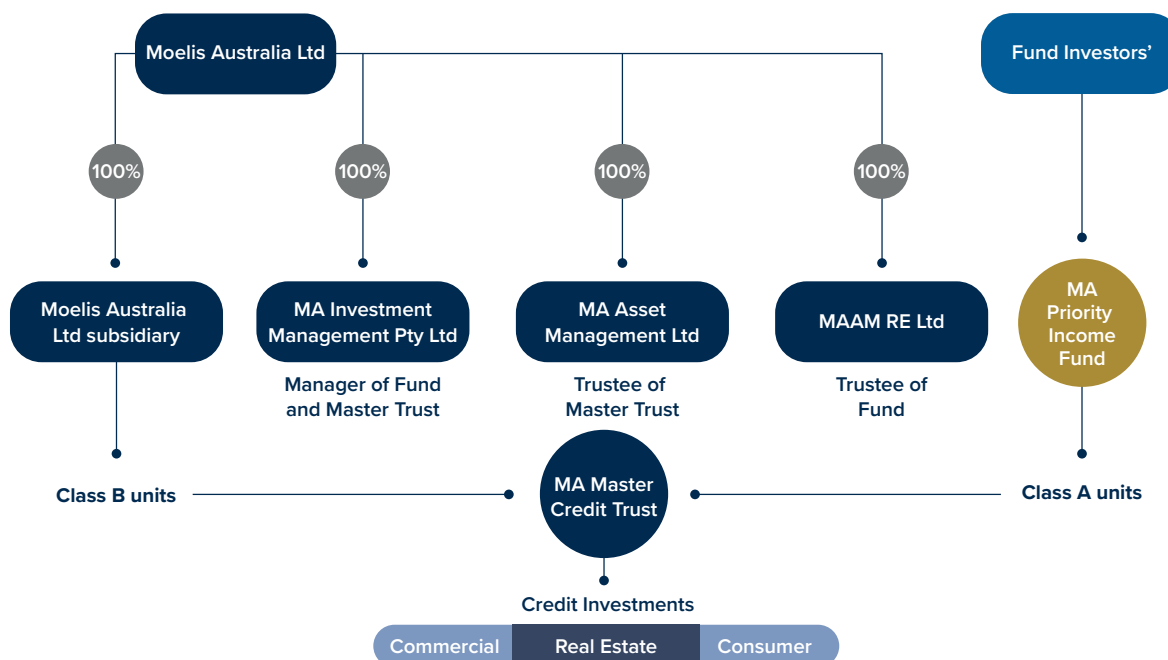 Moelis Australia Ltd
Fund Investors’
100%
100%
100%
100%
Moelis Australia
Ltd subsidiary
MA Investment
Management Pty Ltd
MA Asset
Management Ltd
MAAM RE Ltd
MA
Priority
Income
Fund
Manager of Fund
and Master Trust
Trustee of
Master Trust
Trustee of
Fund
Class B units
MA Master
Credit Trust
Class A units
Credit Investments
Commercial
Real Estate
Consumer